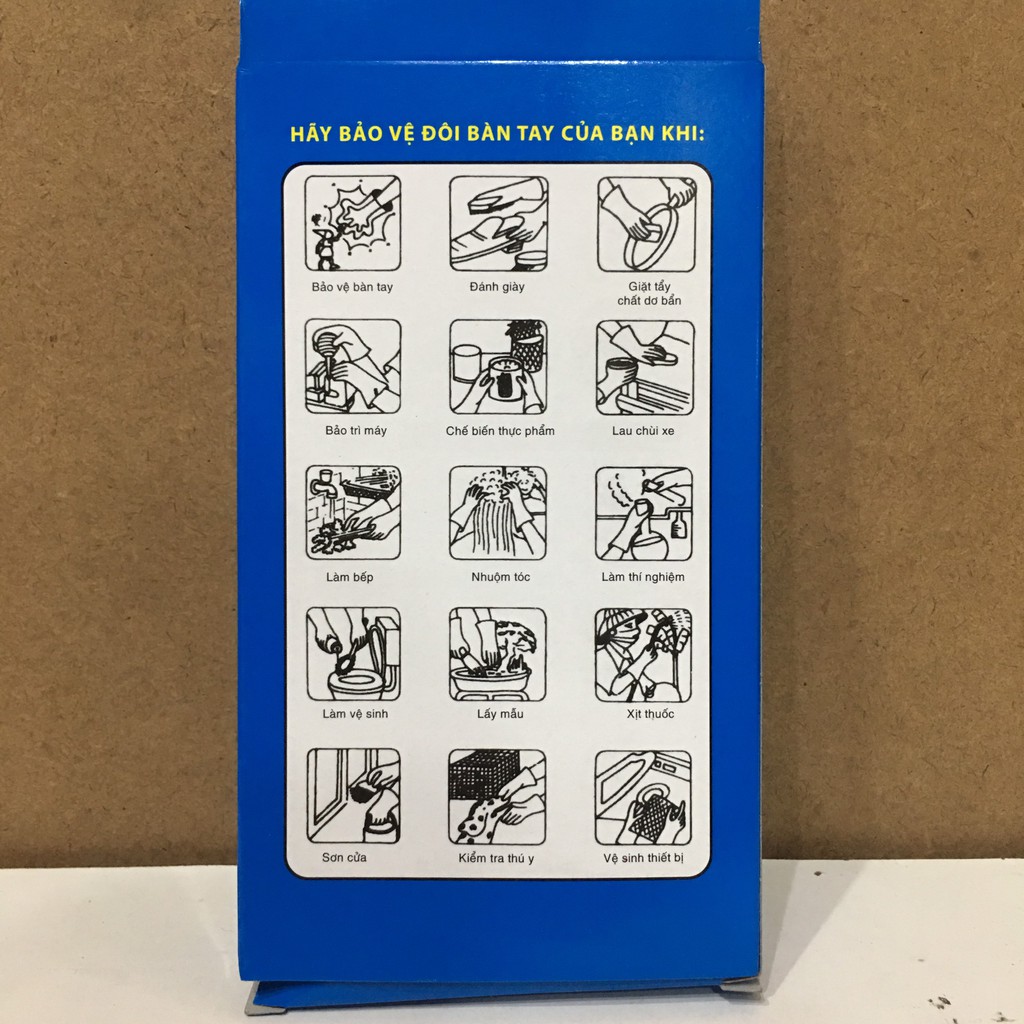 HÃY BẢO VỆ ĐÔI BÀN TAY CỦA BẠN KHI:
Bảo vệ bàn tay
Đánh giày
Giặt tẩy
chất dơ bẩn
Bảo trì máy
Chế biến thực phẩm
Lau chùi xe
Làm bếp
Nhuộm tóc
Làm thí nghiệm
Làm vệ sinh
Lấy mẫu
Xịt thuốc
Sơn cửa
Kiểm tra thú y
Vệ sinh thiết bị